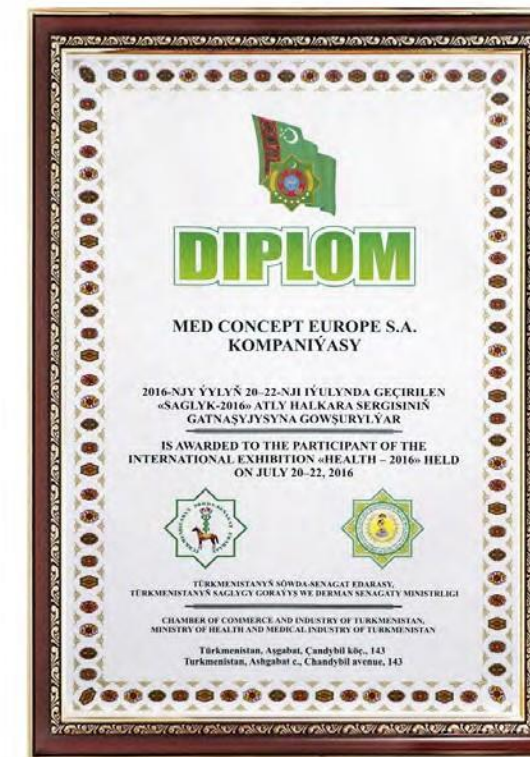 DIPLOM
MED CONCEPT EUROPE S.A.
KOMPANIÝASY
2016-NJY ÝYLYŇ 20–22-NJI IÝULYNDA GEÇIRILEN
«SAGLYK-2016» ATLY HALKARA SERGISINIŇ
GATNAŞYJYSYNA GOWŞURYLÝAR
IS AWARDED TO THE PARTICIPANT OF THE
INTERNATIONAL EXHIBITION «HEALTH – 2016» HELD
ON JULY 20–22, 2016
TÜRKMENISTANYŇ SÖWDA-SENAGAT EDARASY,
TÜRKMENISTANYŇ SAGLYGY GORAÝYŞ WE DERMAN SENAGATY MINISTRLIGI
CHAMBER OF COMMERCE AND INDUSTRY OF TURKMENISTAN,
MINISTRY OF HEALTH AND MEDICAL INDUSTRY OF TURKMENISTAN
Türkmenistan, Aşgabat, Çandybil köç., 143
Turkmenistan, Ashgabat c., Chandybil avenue, 143